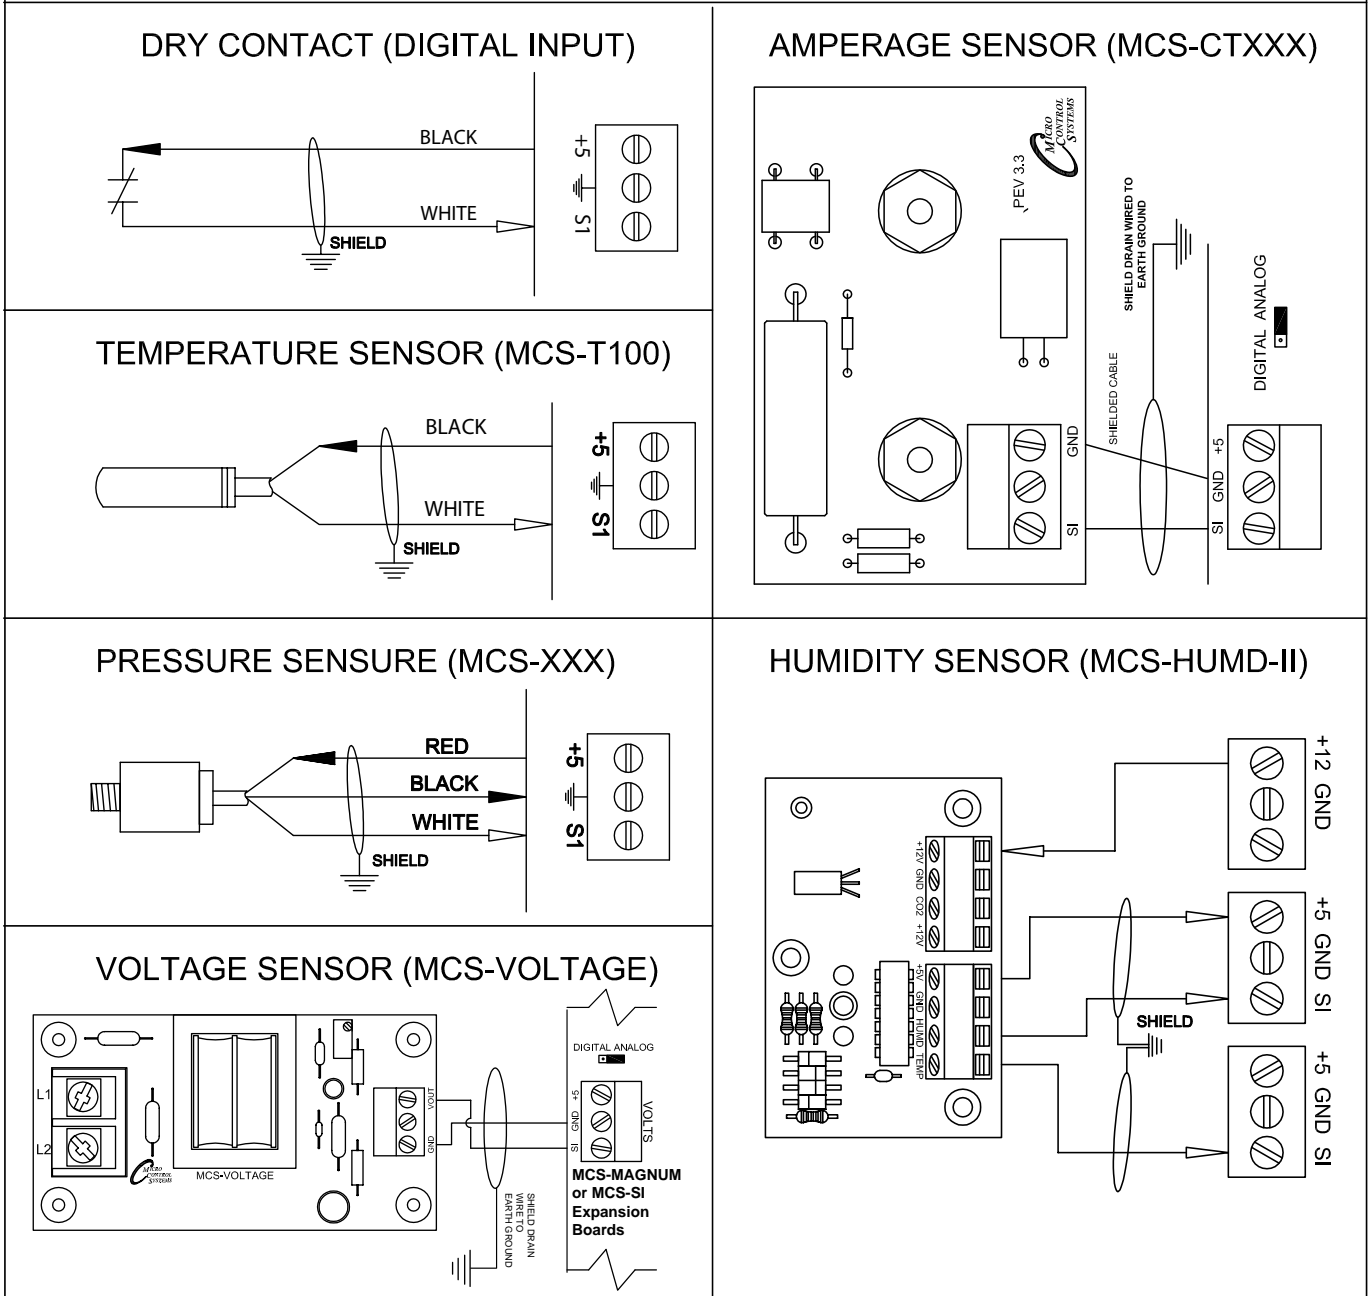 DRY CONTACT (DIGITAL INPUT)
BLACK
WHITE
SHIELD
+5
S1
TEMPERATURE SENSOR (MCS-T100)
BLACK
WHITE
SHIELD
+5
S1
PRESSURE SENSURE (MCS-XXX)
RED
BLACK
WHITE
SHIELD
+5
S1
VOLTAGE SENSOR (MCS-VOLTAGE)
L1
L2
MICRO
CONTROL
SYSTEMS
MCS-VOLTAGE
VOUT
GND
DIGITAL ANALOG
SI GND +5
VOLTS
MCS-MAGNUM
or MCS-SI
Expansion
Boards
SHIELD DRAIN
WIRE TO
EARTH GROUND
AMPERAGE SENSOR (MCS-CTXXX)
MICRO
CONTROL
SYSTEMS
PEV 3.3
SHIELD DRAIN WIRED TO
EARTH GROUND
SHIELDED CABLE
DIGITAL ANALOG
GND
SI
SI GND +5
HUMIDITY SENSOR (MCS-HUMD-II)
+12V GND CO2 +12V
+5V GND HUMD TEMP
SHIELD
+12 GND
+5 GND SI
+5 GND SI